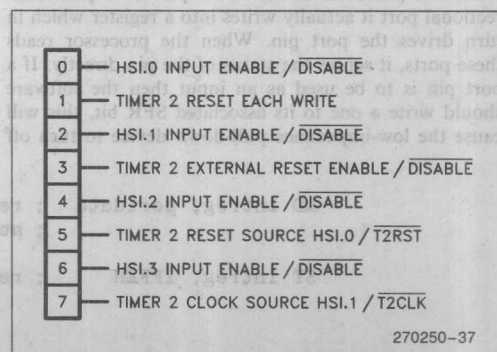 0 HSI.0 INPUT ENABLE / DISABLE
1 TIMER 2 RESET EACH WRITE
2 HSI.1 INPUT ENABLE / DISABLE
3 TIMER 2 EXTERNAL RESET ENABLE / DISABLE
4 HSI.2 INPUT ENABLE / DISABLE
5 TIMER 2 RESET SOURCE HSI.0 / T2RST
6 HSI.3 INPUT ENABLE / DISABLE
7 TIMER 2 CLOCK SOURCE HSI.1 / T2CLK
270250-37